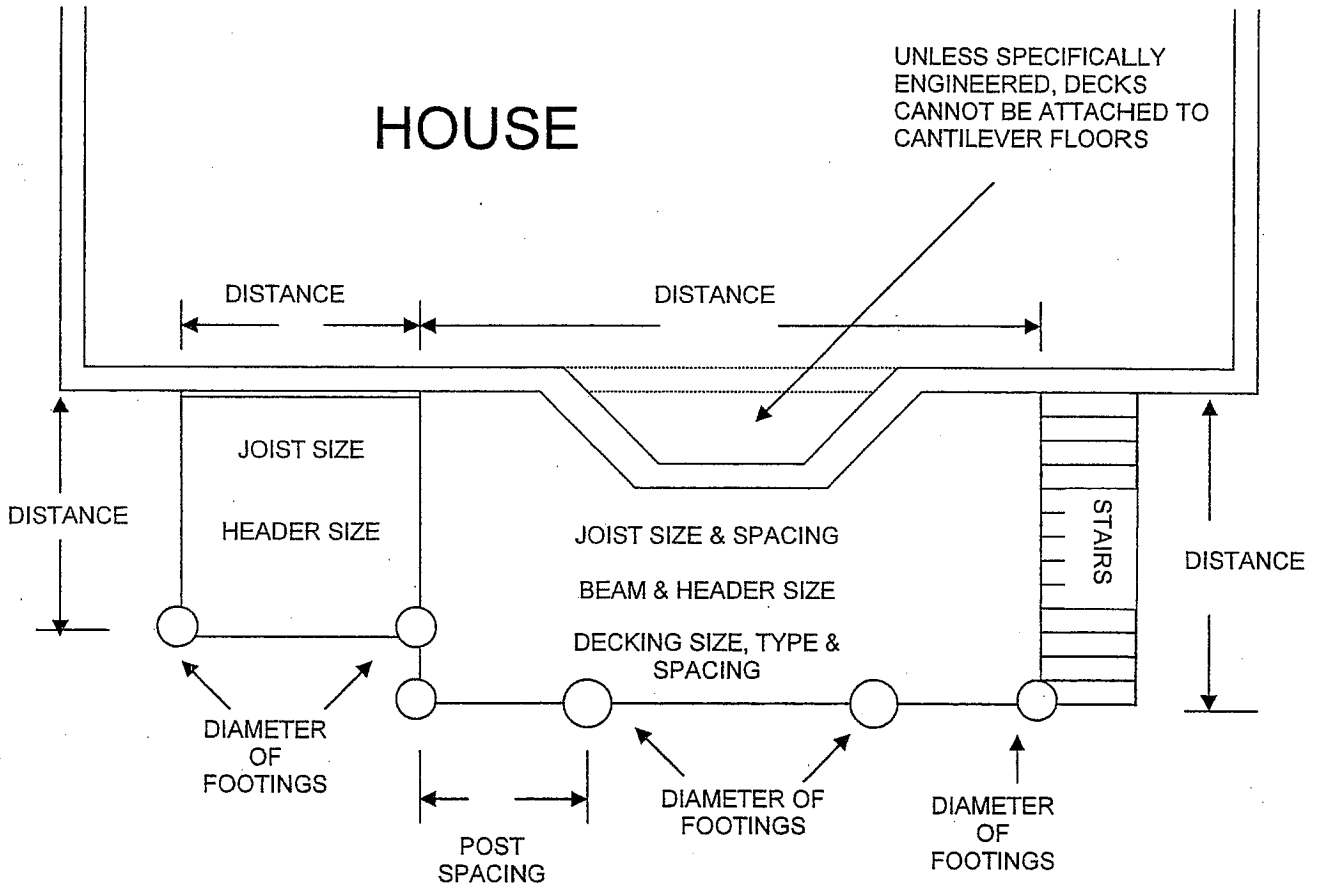 UNLESS SPECIFICALLY
ENGINEERED, DECKS
CANNOT BE ATTACHED TO
CANTILEVER FLOORS
HOUSE
DISTANCE
DISTANCE
JOIST SIZE
HEADER SIZE
DISTANCE
JOIST SIZE & SPACING
BEAM & HEADER SIZE
DECKING SIZE, TYPE &
SPACING
STAIRS
DISTANCE
DIAMETER
OF
FOOTINGS
POST
SPACING
DIAMETER OF
FOOTINGS
DIAMETER
OF
FOOTINGS